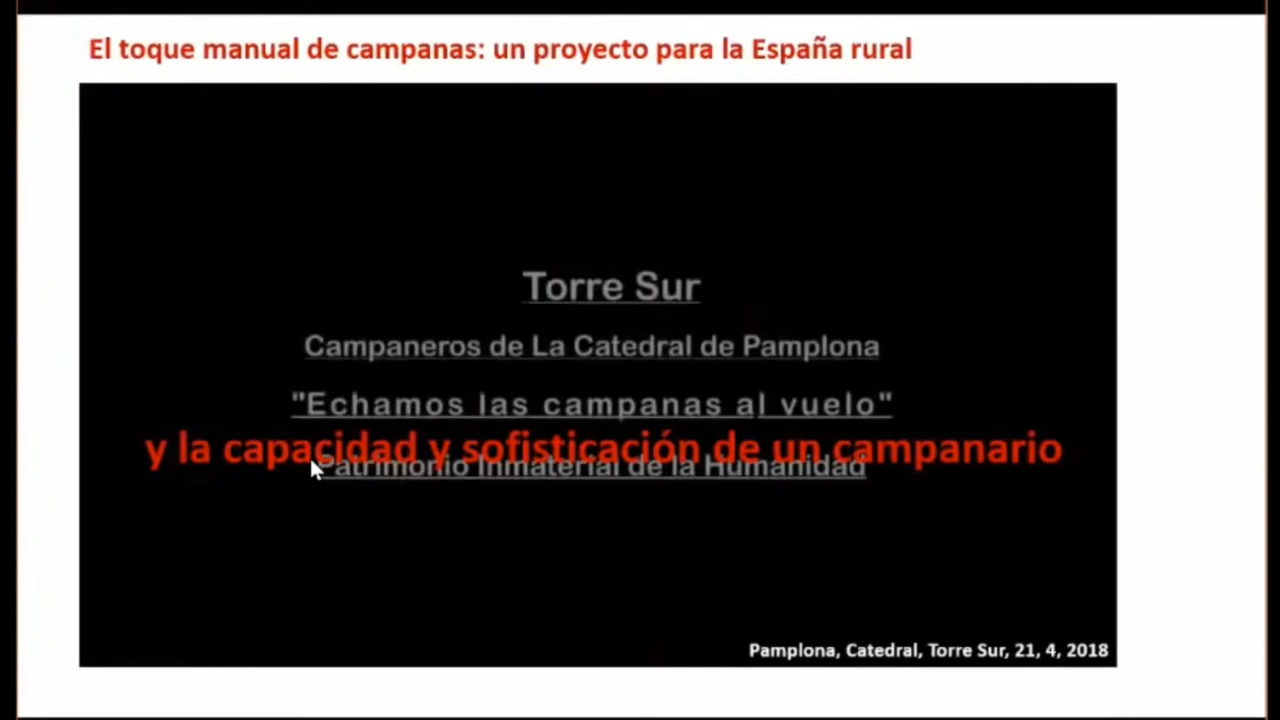 El toque manual de campanas: un proyecto para la España rural
Torre Sur
Campaneros de La Catedral de Pamplona
"Echamos las campanas al vuelo"
y la capacidad y sofisticación de un campanario
Patrimonio Inmaterial de la Humanidad
Pamplona, Catedral, Torre Sur, 21, 4, 2018